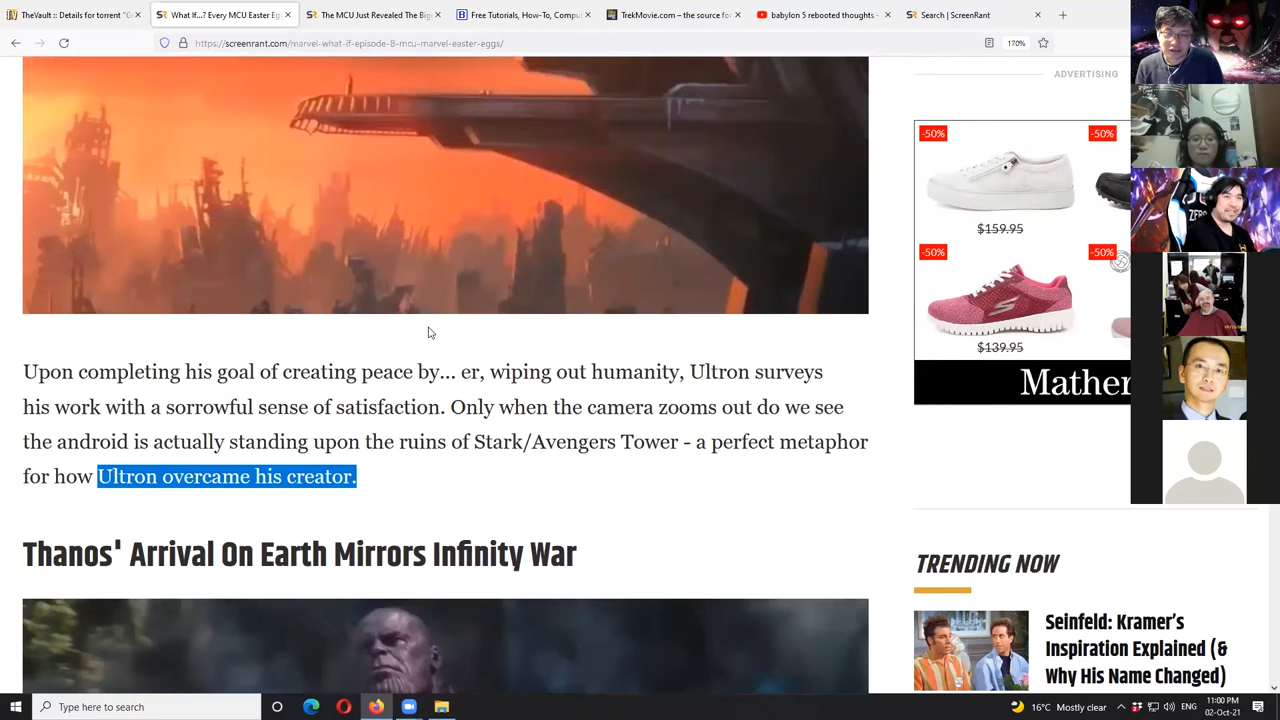 TheVault :: Details for torrent "G
What If...? Every MCU Easter Eg
The MCU Just Revealed The Big
Free Tutorials, How-To, Compu
TrekMovie.com – the source fo
babylon 5 rebooted thoughts -
Search | ScreenRant
https://screenrant.com/marvel-what-if-episode-8-mcu-marvel-easter-eggs/
170%
ADVERTISING
-50%
-50%
$159.95
-50%
-50%
$139.95
Mather
Upon completing his goal of creating peace by... er, wiping out humanity, Ultron surveys
his work with a sorrowful sense of satisfaction. Only when the camera zooms out do we see
the android is actually standing upon the ruins of Stark/Avengers Tower - a perfect metaphor
for how Ultron overcame his creator.
Thanos' Arrival On Earth Mirrors Infinity War
TRENDING NOW
Seinfeld: Kramer's
Inspiration Explained (&
Why His Name Changed)
Type here to search
16°C Mostly clear
ENG
11:00 PM
02-Oct-21